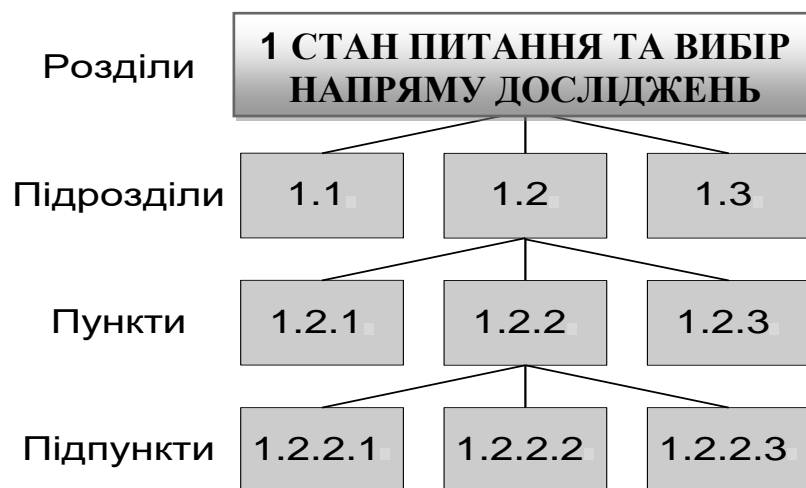 Розділи
1 СТАН ПИТАННЯ ТА ВИБІР
НАПРЯМУ ДОСЛІДЖЕНЬ
Підрозділи 1.1 1.2 1.3
Пункти 1.2.1 1.2.2 1.2.3
Підпункти 1.2.2.1 1.2.2.2 1.2.2.3